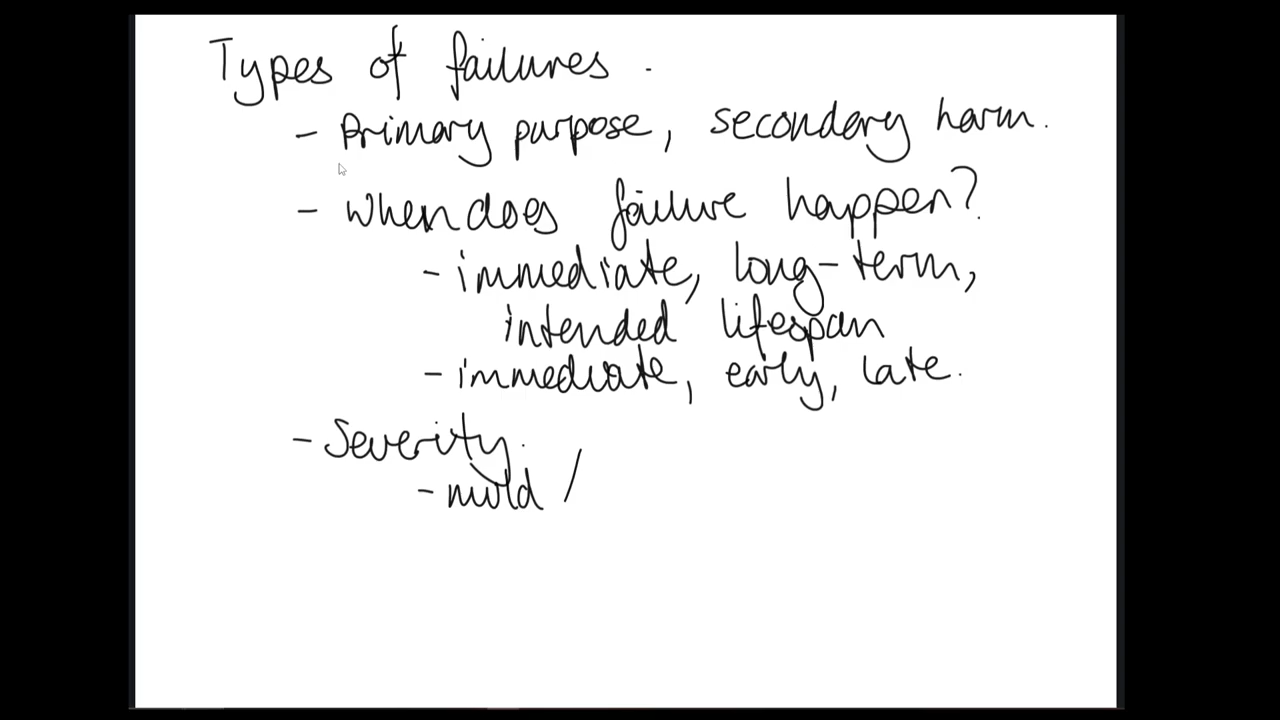 Types of failures.
- Primary purpose, secondary harm.
- When does failure happen?
- immediate, long-term,
intended lifespan
- immediate, early, late.
- Severity.
- mild /